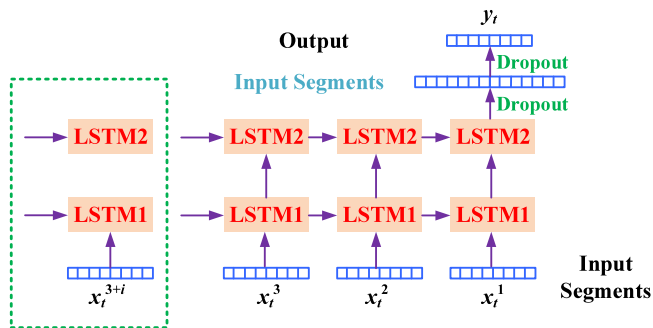 y_t
Output
Dropout
Input Segments
Dropout
LSTM2 LSTM2 LSTM2 LSTM2
LSTM1 LSTM1 LSTM1 LSTM1
x_t^{3+i} x_t^3 x_t^2 x_t^1
Input
Segments